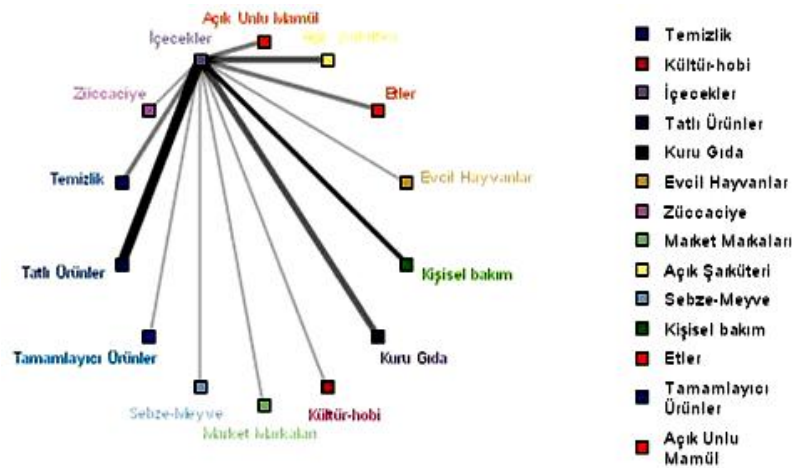 Açık Unlu Mamül
İçecekler
Züccaciye
Etler
Temizlik
Evcil Hayvanlar
Tatlı Ürünler
Kişisel bakım
Tamamlayıcı Ürünler
Kuru Gıda
Sebze-Meyve
Kültür-hobi
Market Markaları
Temizlik
Kültür-hobi
İçecekler
Tatlı Ürünler
Kuru Gıda
Evcil Hayvanlar
Züccaciye
Market Markaları
Açık Şarküteri
Sebze-Meyve
Kişisel bakım
Etler
Tamamlayıcı
Ürünler
Açık Unlu
Mamül